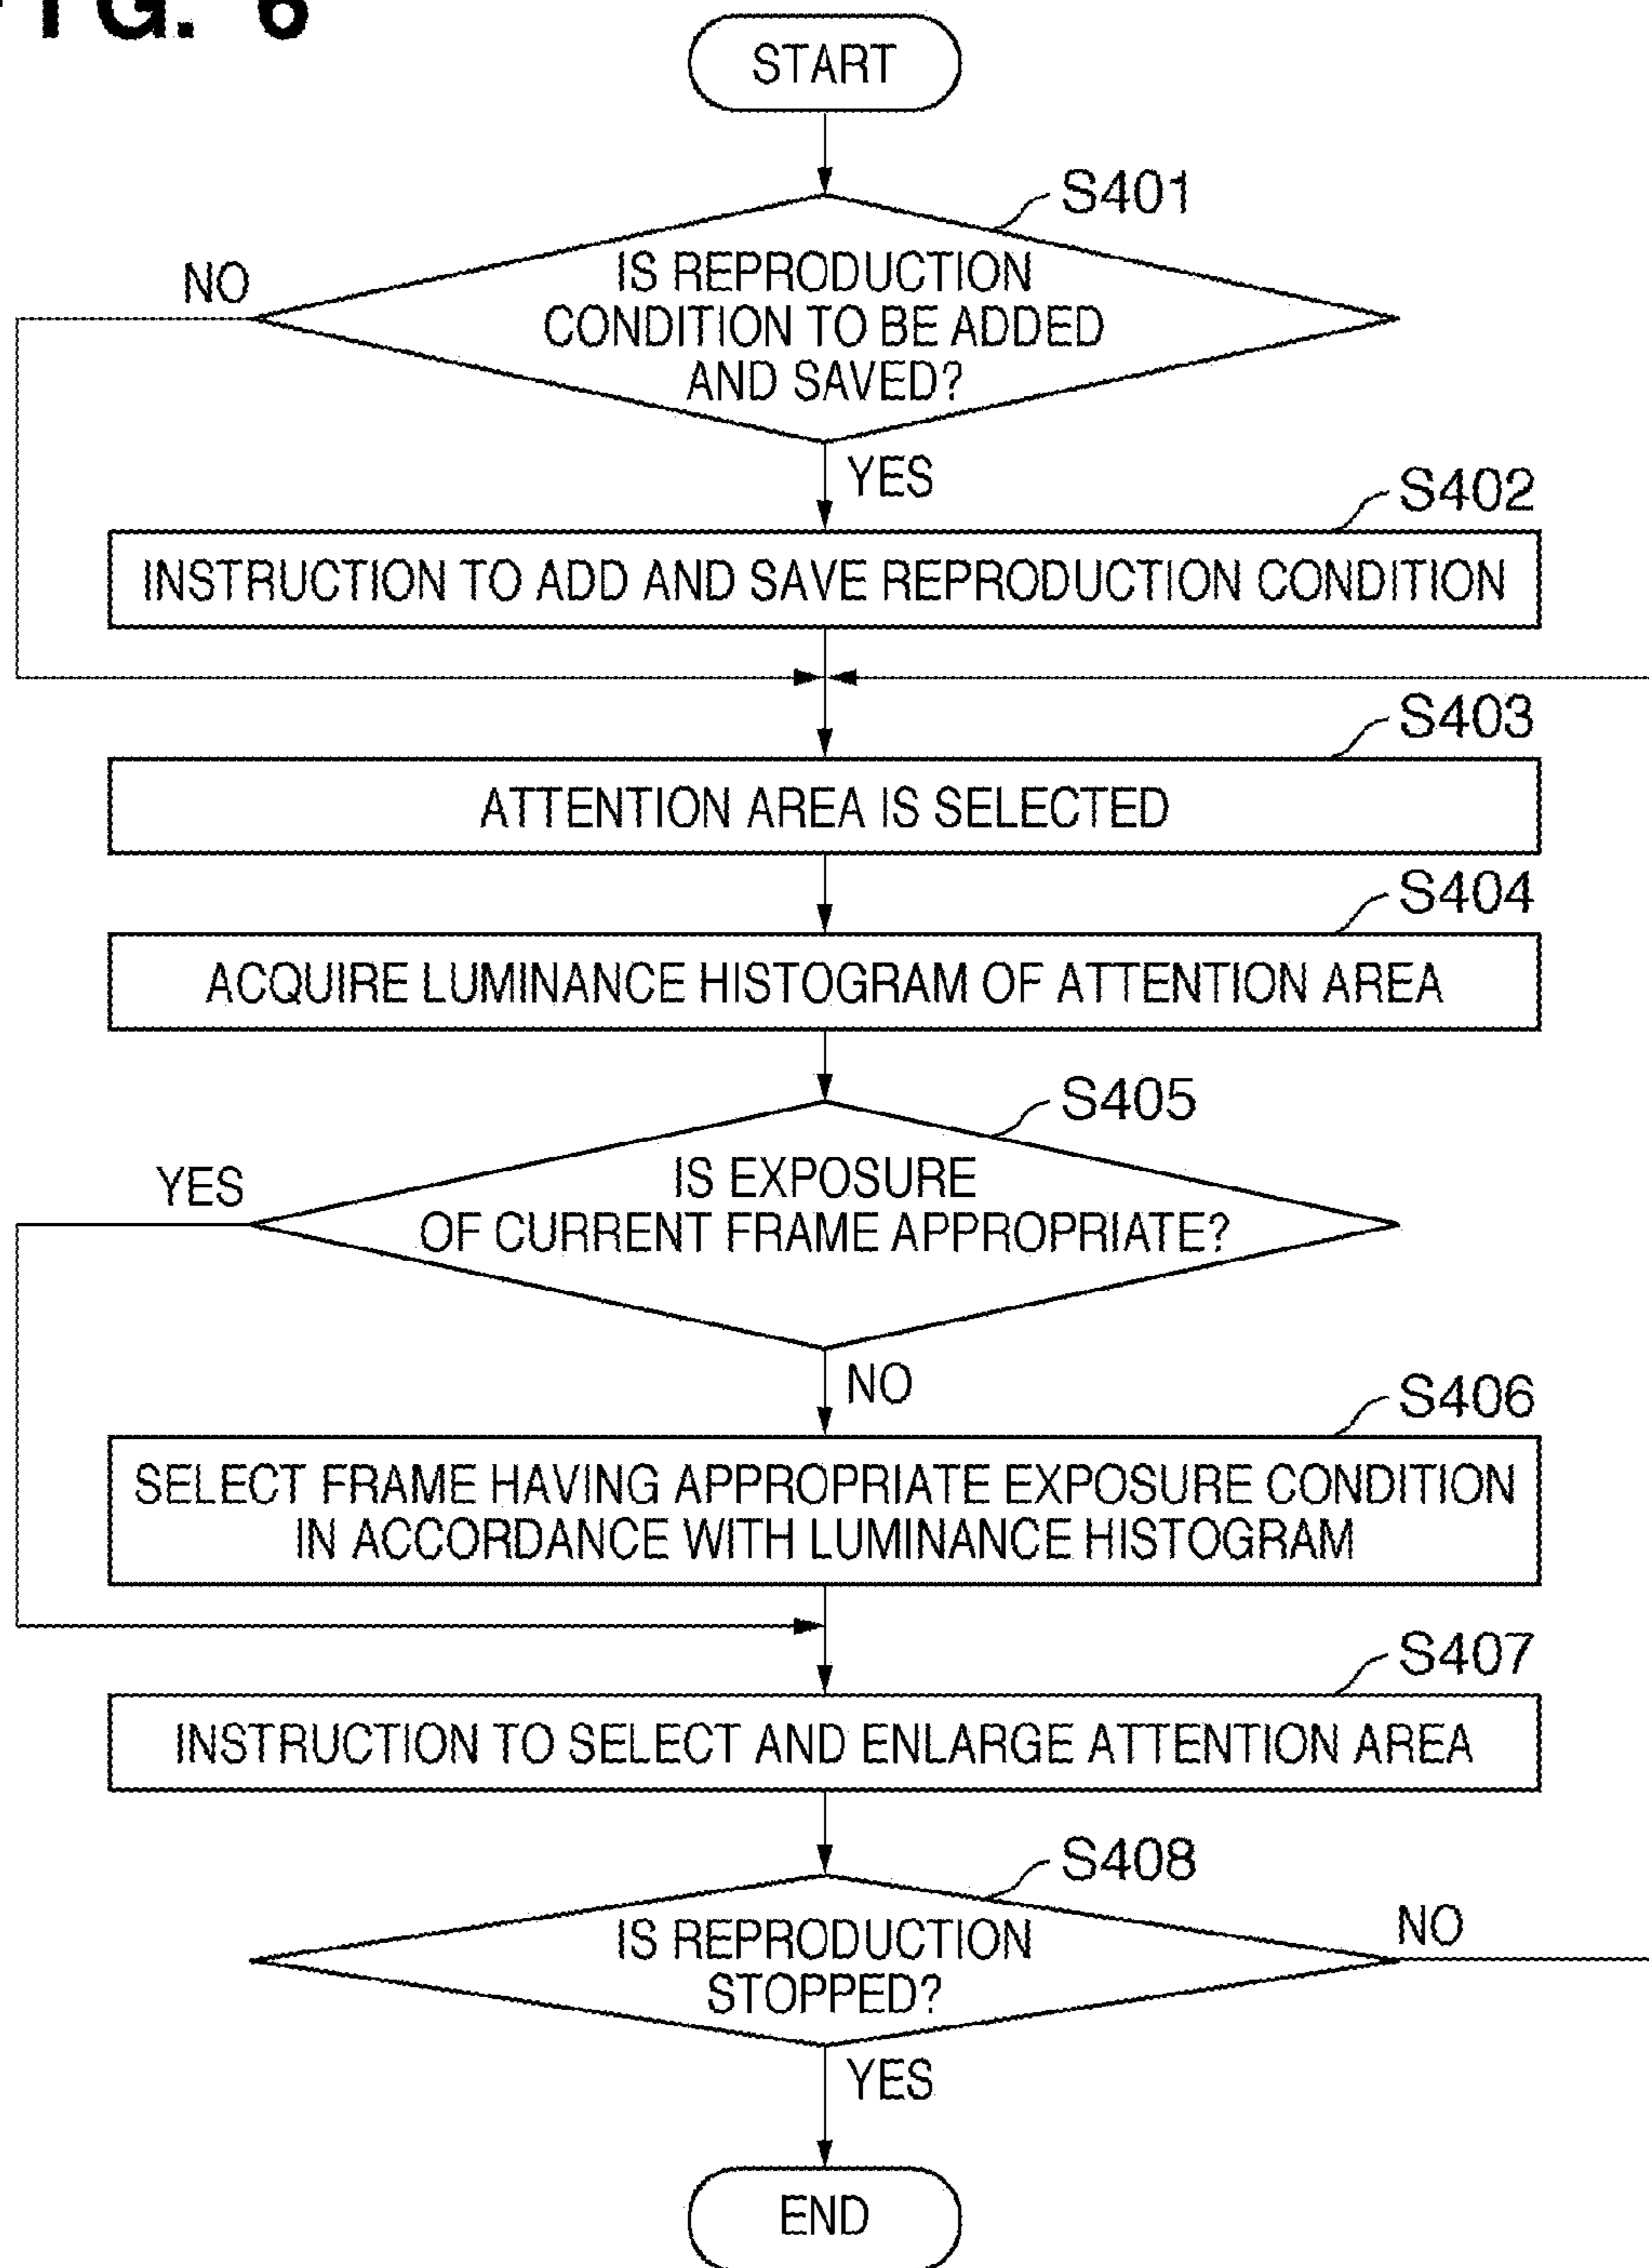 FIG. 6
START
S401
NO
IS REPRODUCTION
CONDITION TO BE ADDED
AND SAVED?
YES
S402
INSTRUCTION TO ADD AND SAVE REPRODUCTION CONDITION
S403
ATTENTION AREA IS SELECTED
S404
ACQUIRE LUMINANCE HISTOGRAM OF ATTENTION AREA
S405
YES
IS EXPOSURE
OF CURRENT FRAME APPROPRIATE?
NO
S406
SELECT FRAME HAVING APPROPRIATE EXPOSURE CONDITION
IN ACCORDANCE WITH LUMINANCE HISTOGRAM
S407
INSTRUCTION TO SELECT AND ENLARGE ATTENTION AREA
S408
NO
IS REPRODUCTION
STOPPED?
YES
END